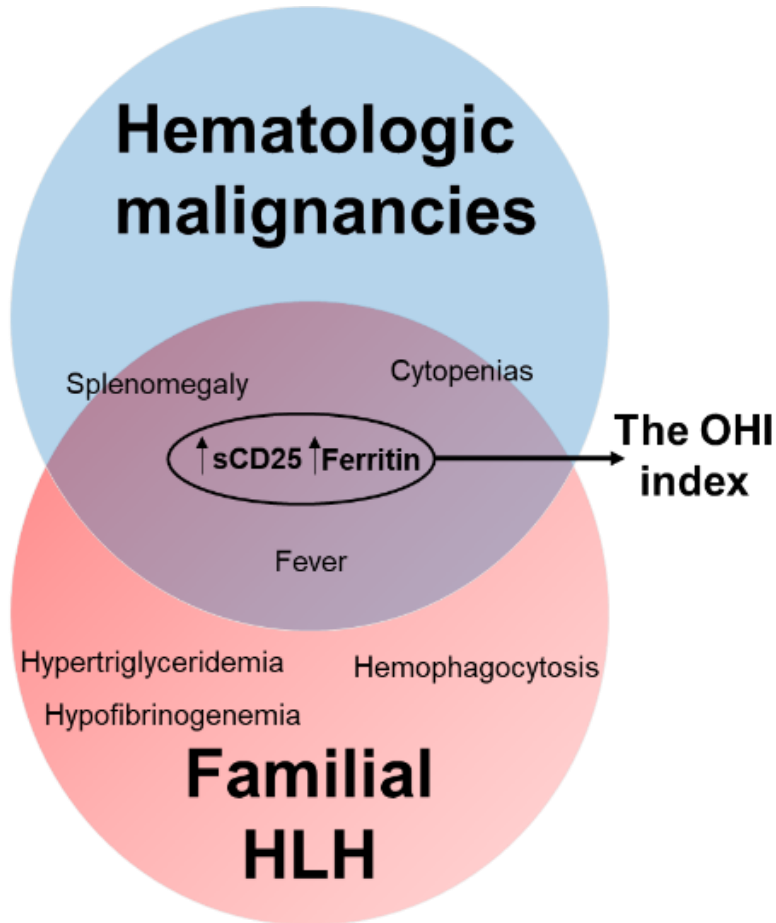 Hematologic
malignancies
Splenomegaly
Cytopenias
↑sCD25 ↑Ferritin
The OHI
index
Fever
Hypertriglyceridemia
Hemophagocytosis
Hypofibrinogenemia
Familial
HLH